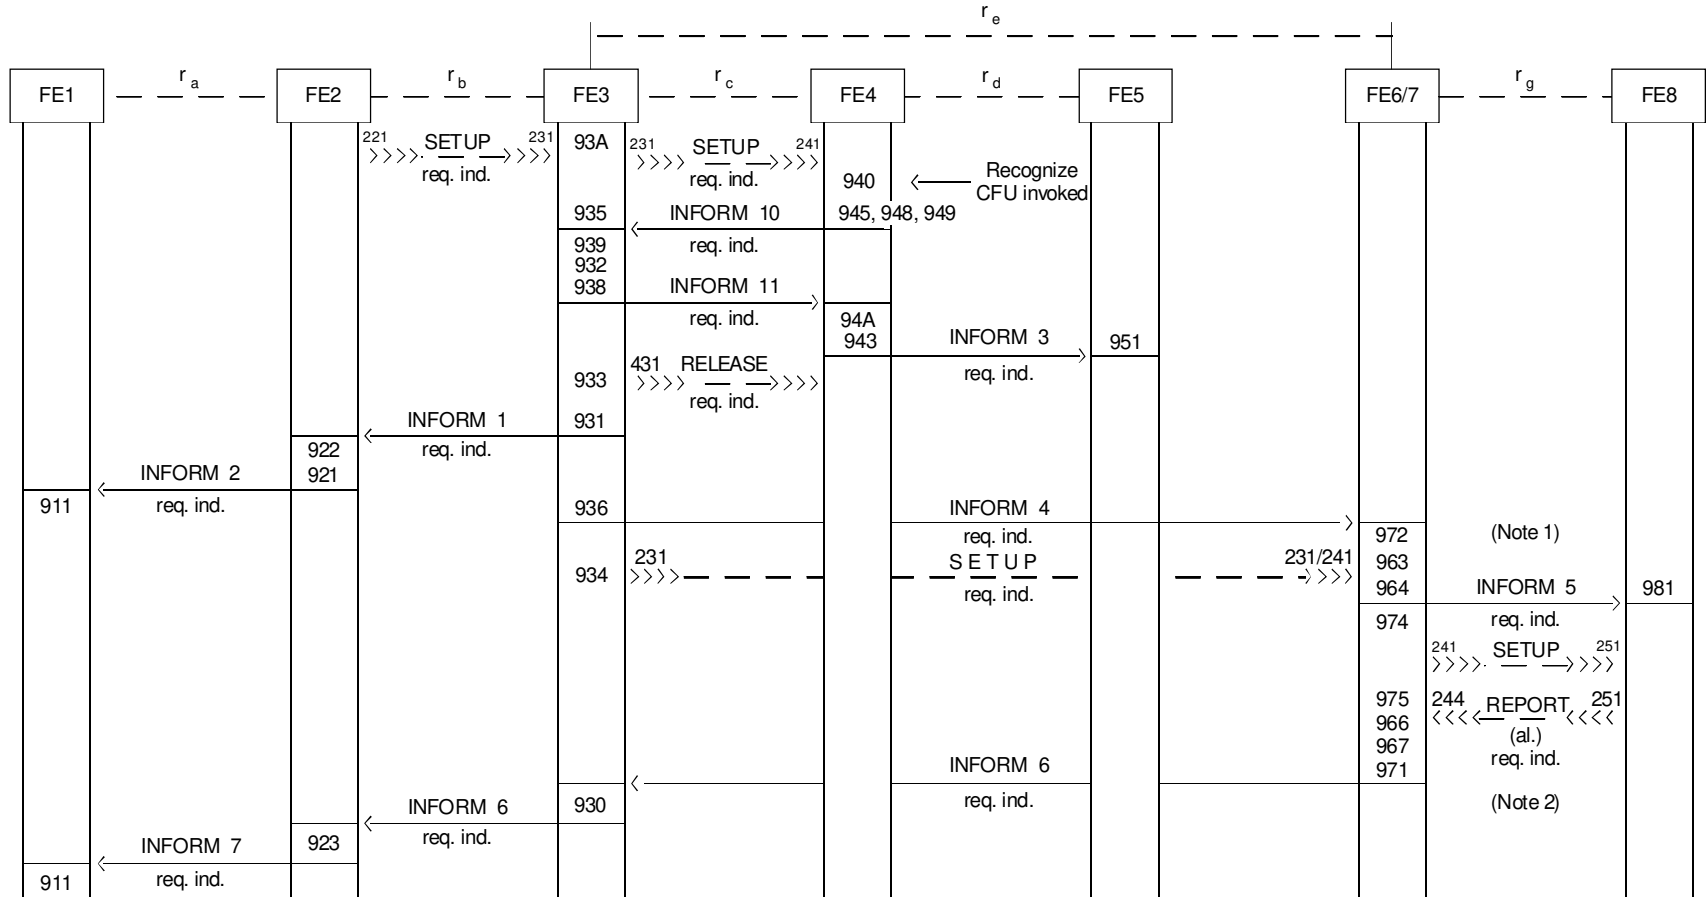 r e
r a
r b
r c
r d
r g
FE1
FE2
FE3
FE4
FE5
FE6/7
FE8
221 SETUP 231
req. ind.
93A
231 SETUP 241
req. ind.
940
Recognize
CFU invoked
935
INFORM 10
945, 948, 949
req. ind.
939
932
938
INFORM 11
req. ind.
94A
943
INFORM 3
951
req. ind.
933
431 RELEASE
req. ind.
INFORM 1
931
req. ind.
922
INFORM 2
921
911
req. ind.
936
INFORM 4
req. ind.
972
(Note 1)
934
231
SETUP
231/241
963
req. ind.
964
INFORM 5
981
974
req. ind.
241 SETUP 251
975
244 REPORT 251
966
(al.)
967
req. ind.
INFORM 6
971
req. ind.
(Note 2)
INFORM 6
930
req. ind.
INFORM 7
923
911
req. ind.